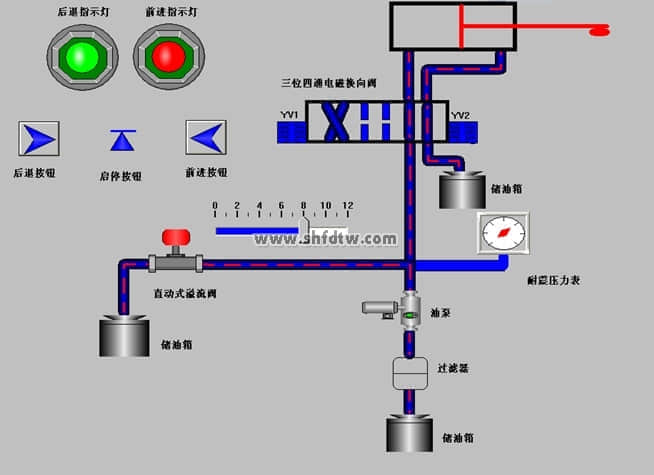 后退指示灯 前进指示灯
三位四通电磁换向阀
YV1 YV2
后退按钮 启停按钮 前进按钮
储油箱
0 2 4 6 8 10 12
www.shfdtw.com
耐震压力表
直动式溢流阀
油泵
储油箱
过滤器
储油箱